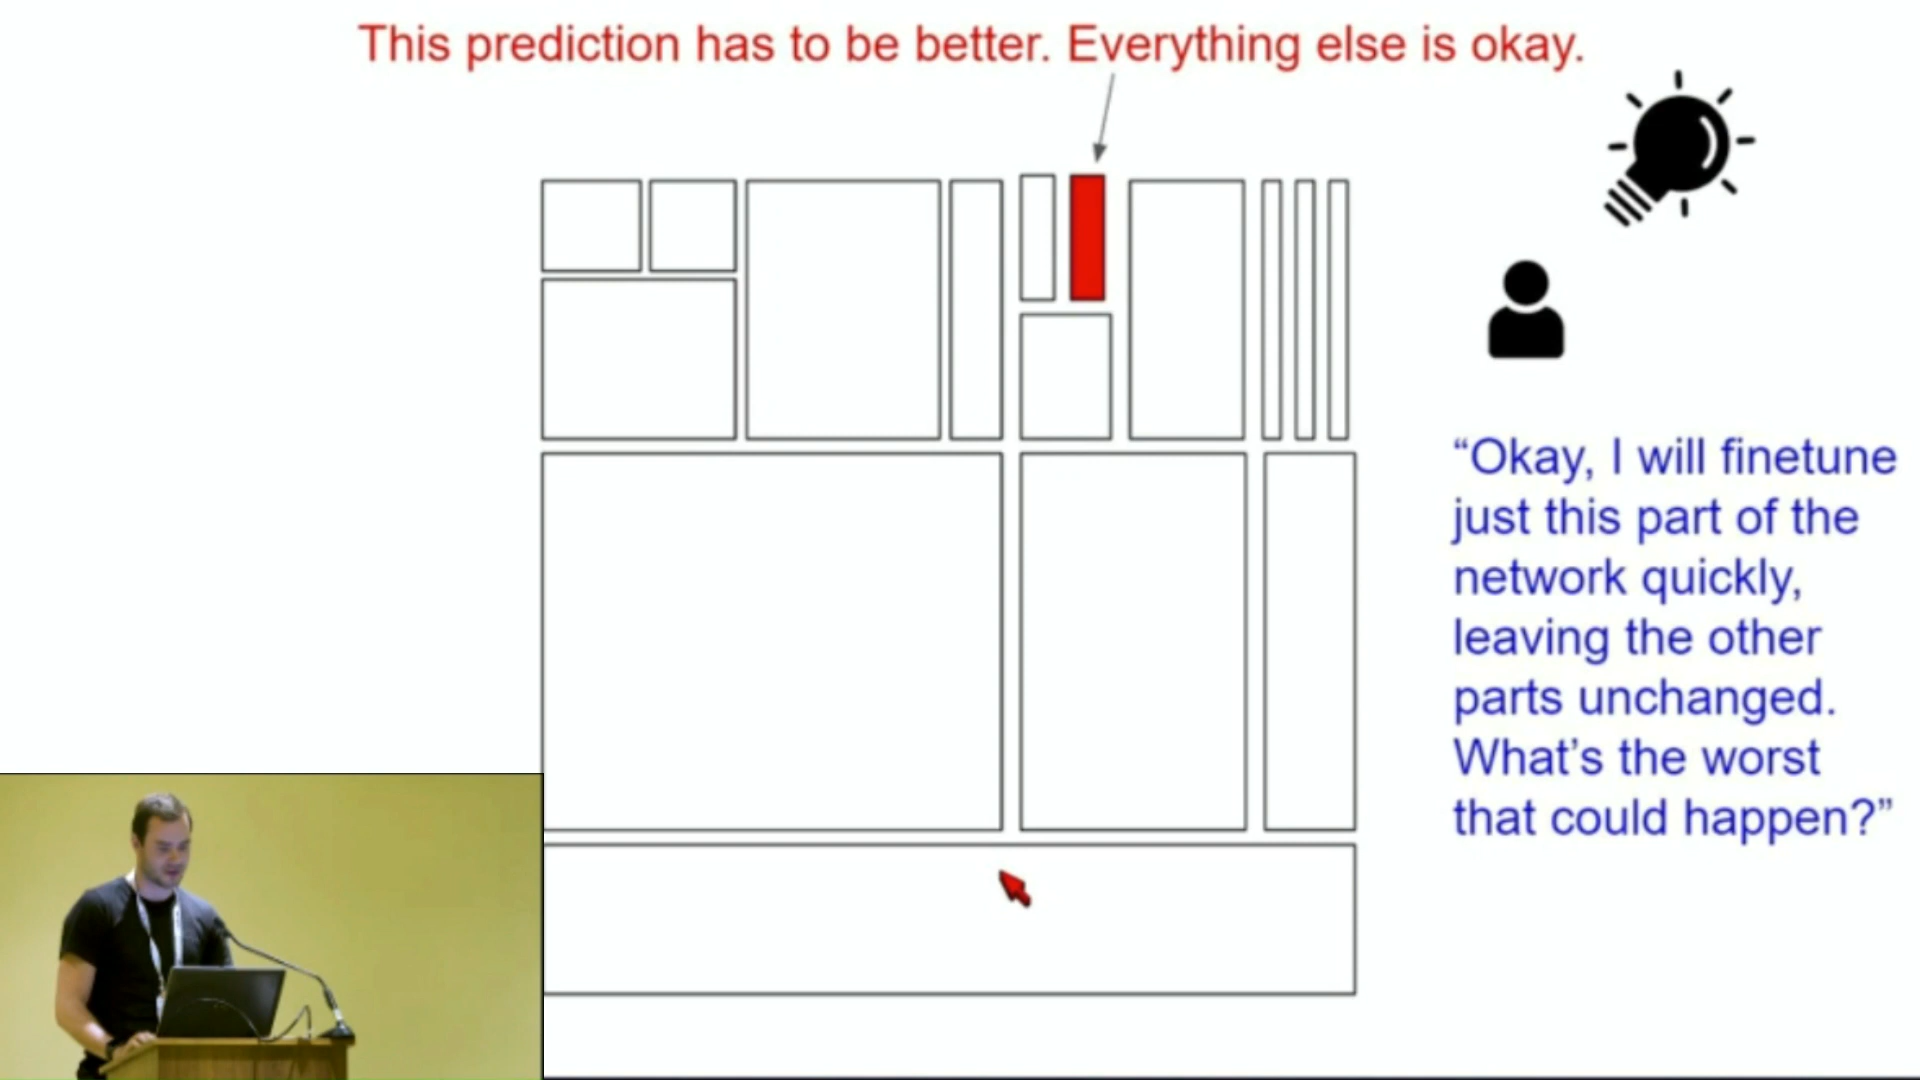 This prediction has to be better. Everything else is okay.
“Okay, I will finetune
just this part of the
network quickly,
leaving the other
parts unchanged.
What’s the worst
that could happen?”